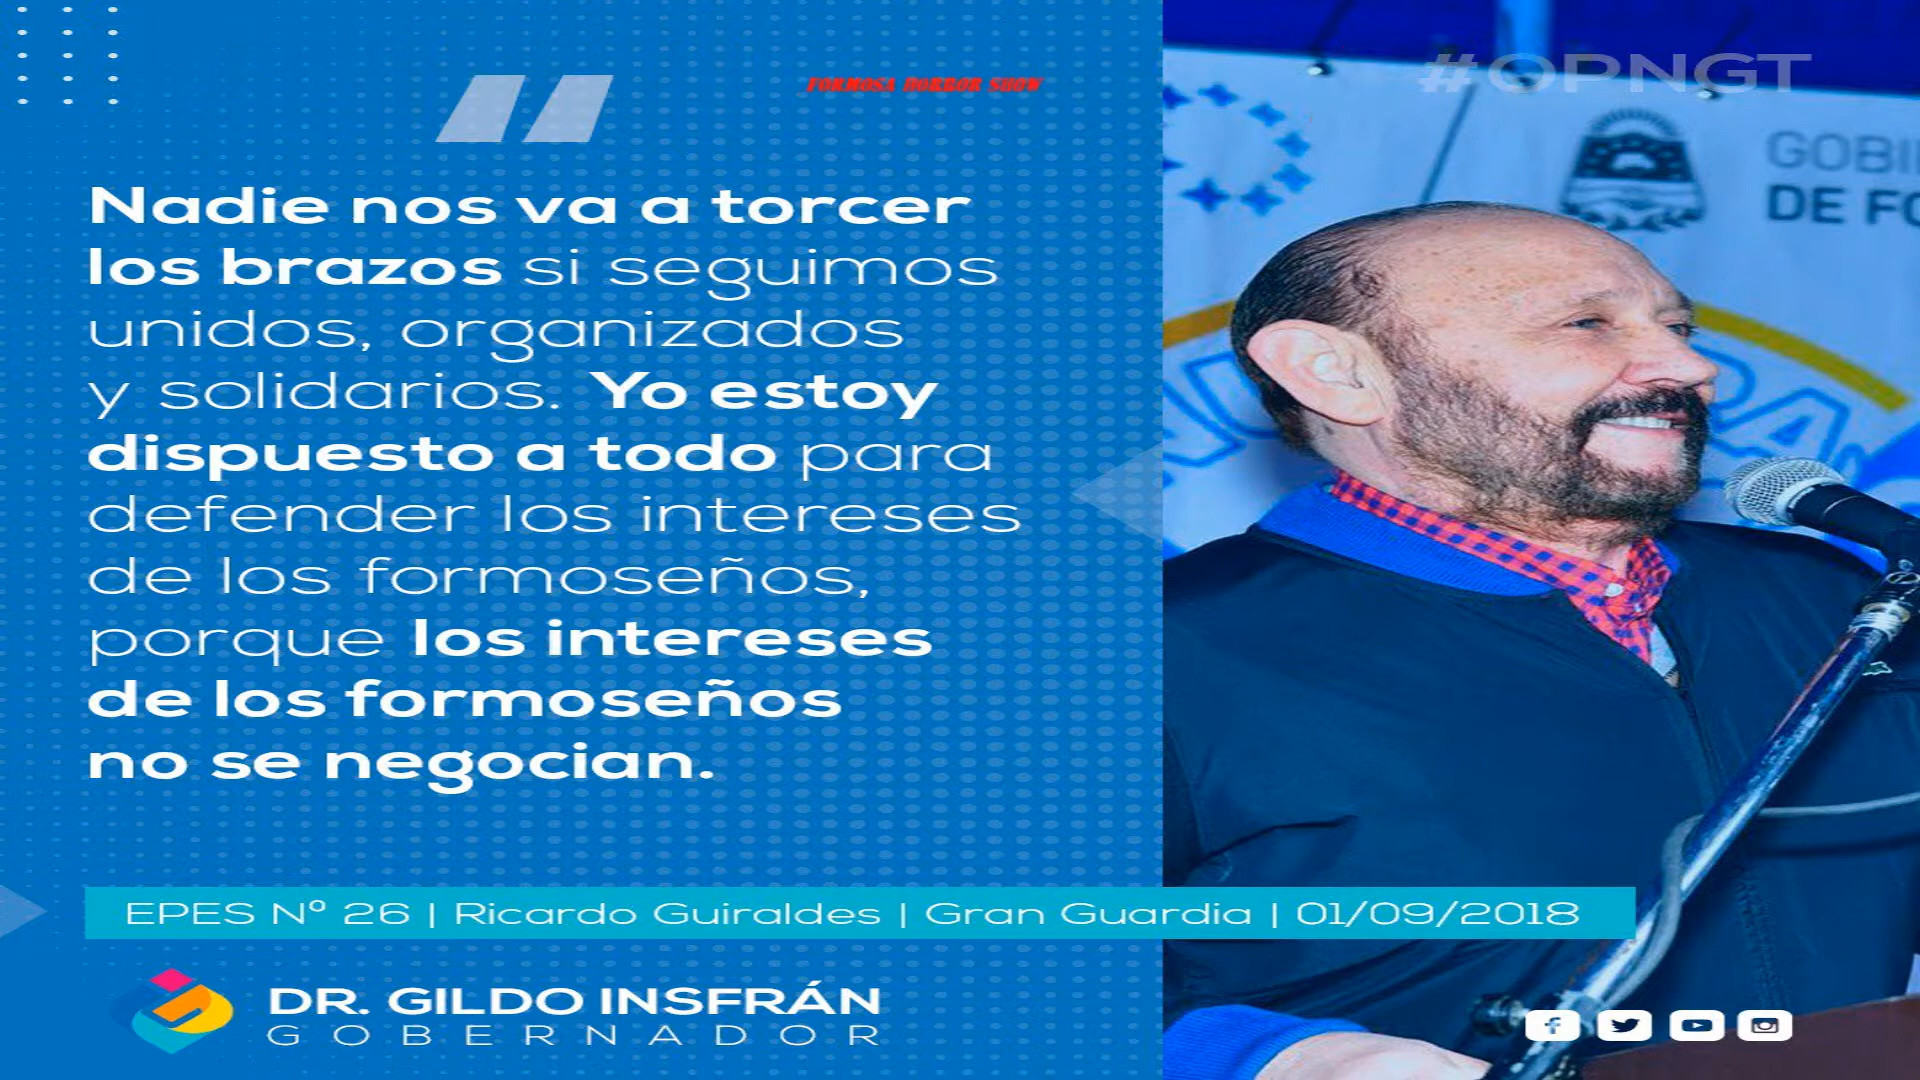 #OPNGT
FORMOSA HORROR SHOW
GOBI
DE FO
Nadie nos va a torcer
los brazos si seguimos
unidos, organizados
y solidarios. Yo estoy
dispuesto a todo para
defender los intereses
de los formoseños,
porque los intereses
de los formoseños
no se negocian.
EPES Nº 26 | Ricardo Guiraldes | Gran Guardia | 01/09/2018
DR. GILDO INSFRÁN
GOBERNADOR